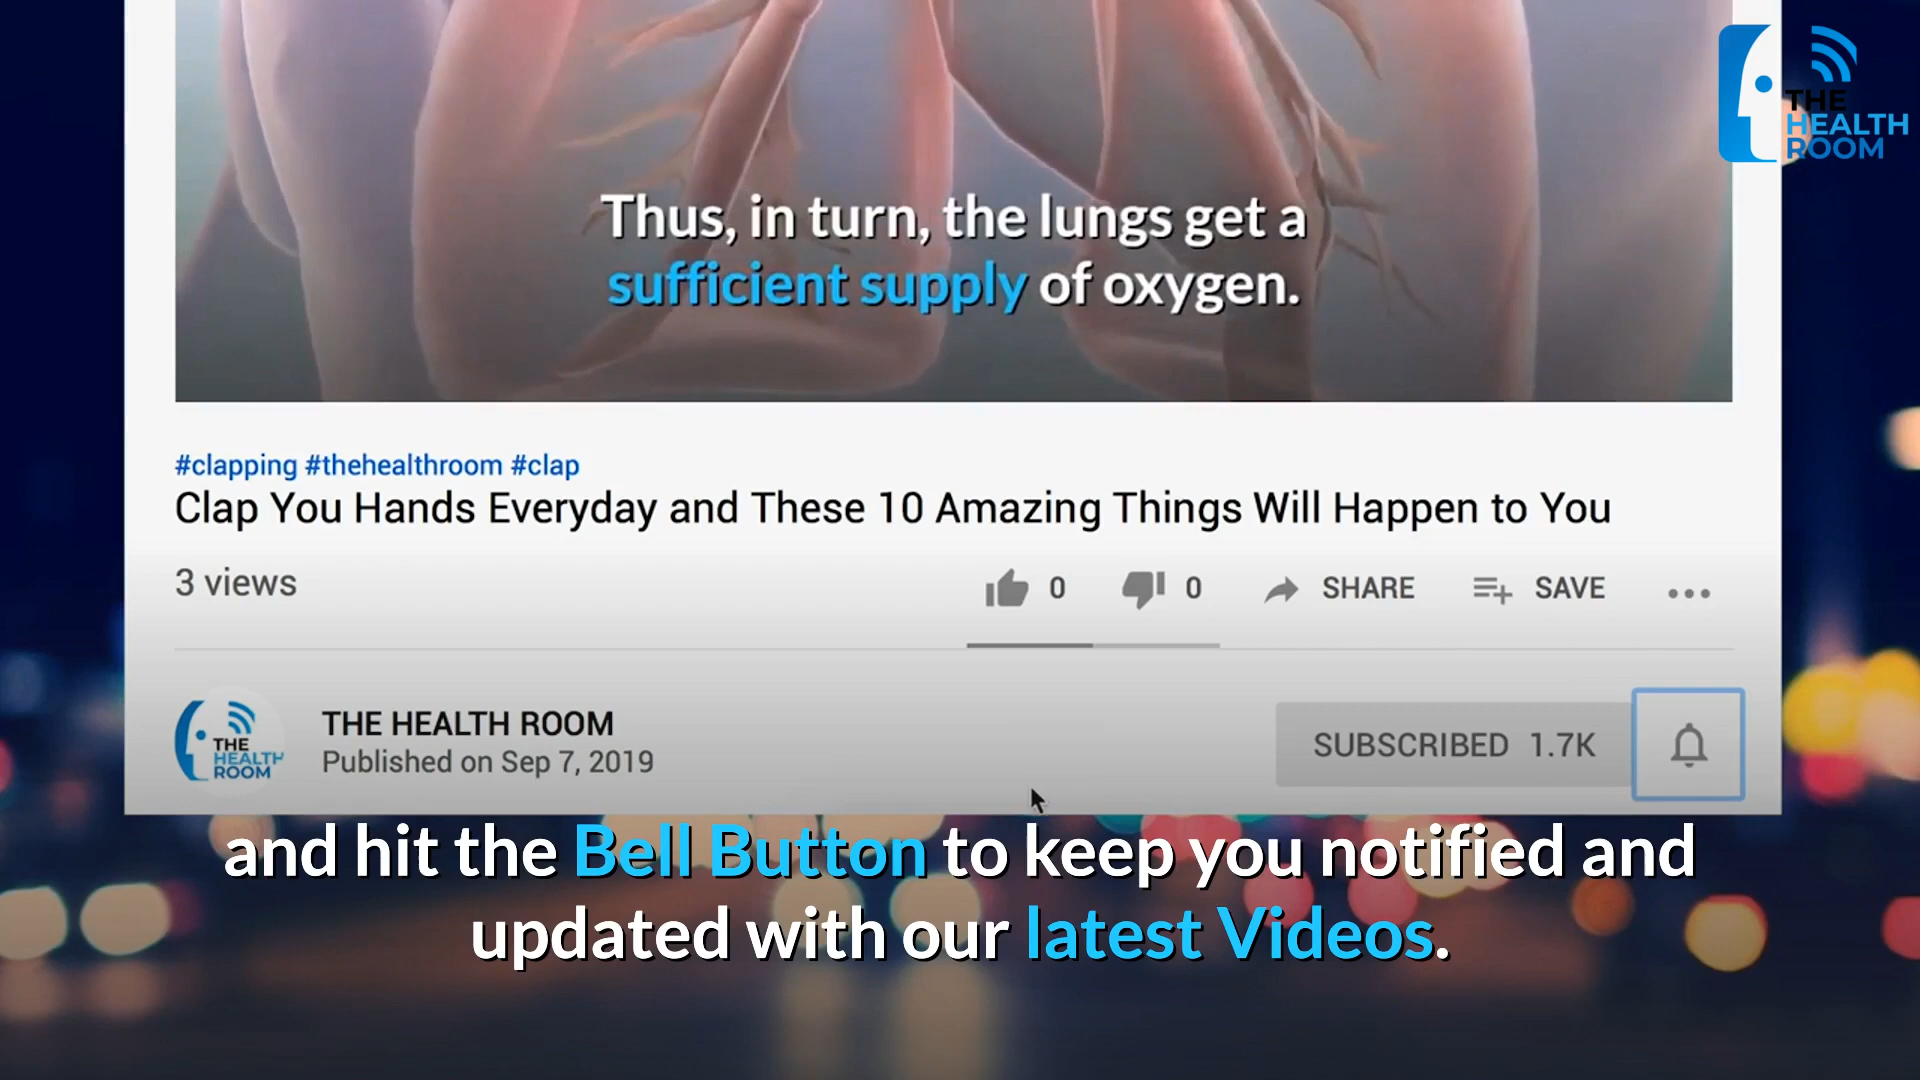 THE
HEALTH
ROOM
Thus, in turn, the lungs get a
sufficient supply of oxygen.
#clapping #thehealthroom #clap
Clap You Hands Everyday and These 10 Amazing Things Will Happen to You
3 views
0
0
SHARE
SAVE
THE
HEALTH
ROOM
THE HEALTH ROOM
Published on Sep 7, 2019
SUBSCRIBED 1.7K
and hit the Bell Button to keep you notified and
updated with our latest Videos.